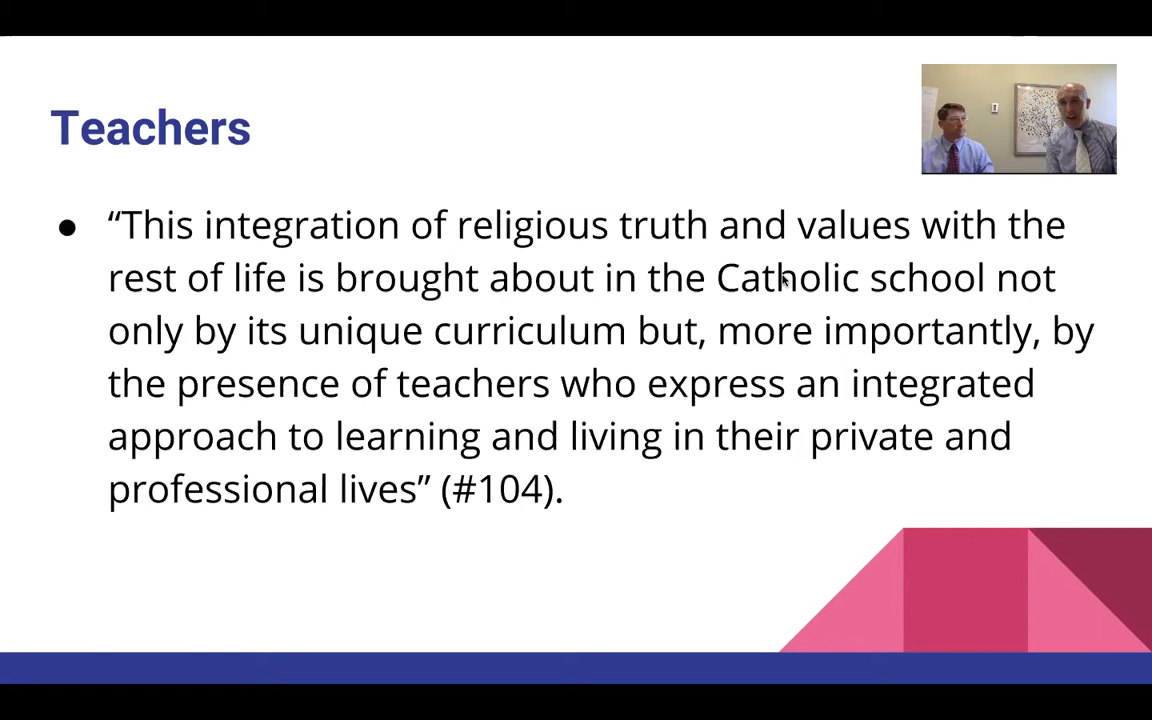 Teachers
● “This integration of religious truth and values with the
rest of life is brought about in the Catholic school not
only by its unique curriculum but, more importantly, by
the presence of teachers who express an integrated
approach to learning and living in their private and
professional lives” (#104).